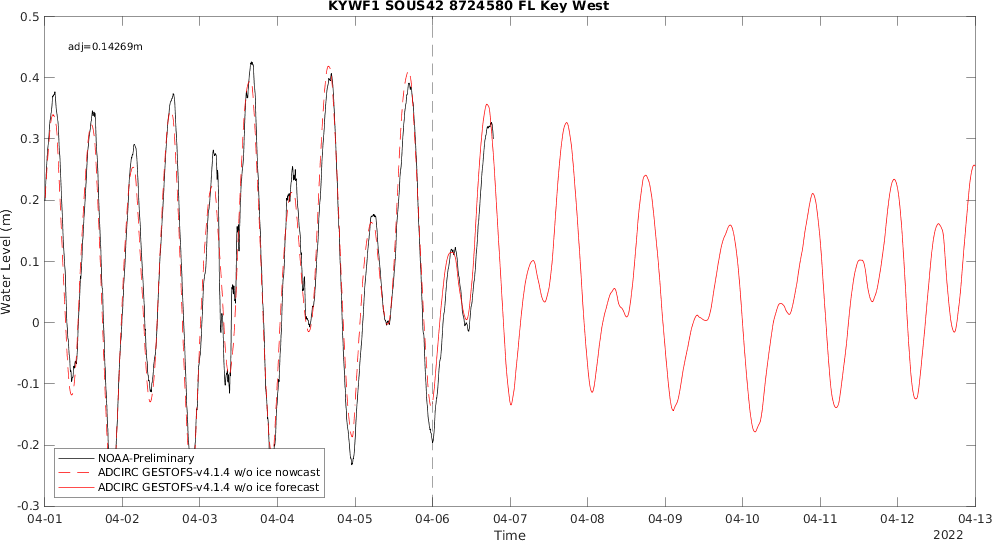 KYWF1 SOUS42 8724580 FL Key West
adj=0.14269m
0.5
0.4
0.3
0.2
0.1
0
-0.1
-0.2
-0.3
Water Level (m)
NOAA-Preliminary
ADCIRC GESTOFS-v4.1.4 w/o ice nowcast
ADCIRC GESTOFS-v4.1.4 w/o ice forecast
04-01 04-02 04-03 04-04 04-05 04-06 04-07 04-08 04-09 04-10 04-11 04-12 04-13
Time
2022